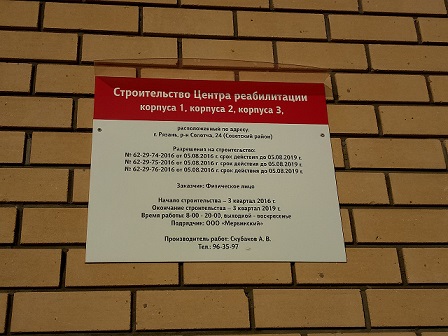 Строительство Центра реабилитации
корпуса 1, корпуса 2, корпуса 3,
расположенный по адресу:
г. Рязань, р-н Солотча, 24 (Советский район)
Разрешения на строительство:
№ 62-29-74-2016 от 05.08.2016 г. срок действия до 05.08.2019 г.
№ 62-29-75-2016 от 05.08.2016 г. срок действия до 05.08.2019 г.
№ 62-29-76-2016 от 05.08.2016 г. срок действия до 05.08.2019 г.
Заказчик: Физическое лицо
Начало строительства – 3 квартал 2016 г.
Окончание строительства – 3 квартал 2019 г.
Время работы: 8-00 - 20-00, выходной - воскресенье
Подрядчик: ООО «Мервинский»
Производитель работ: Скубачев А. В.
Тел.: 96-35-97